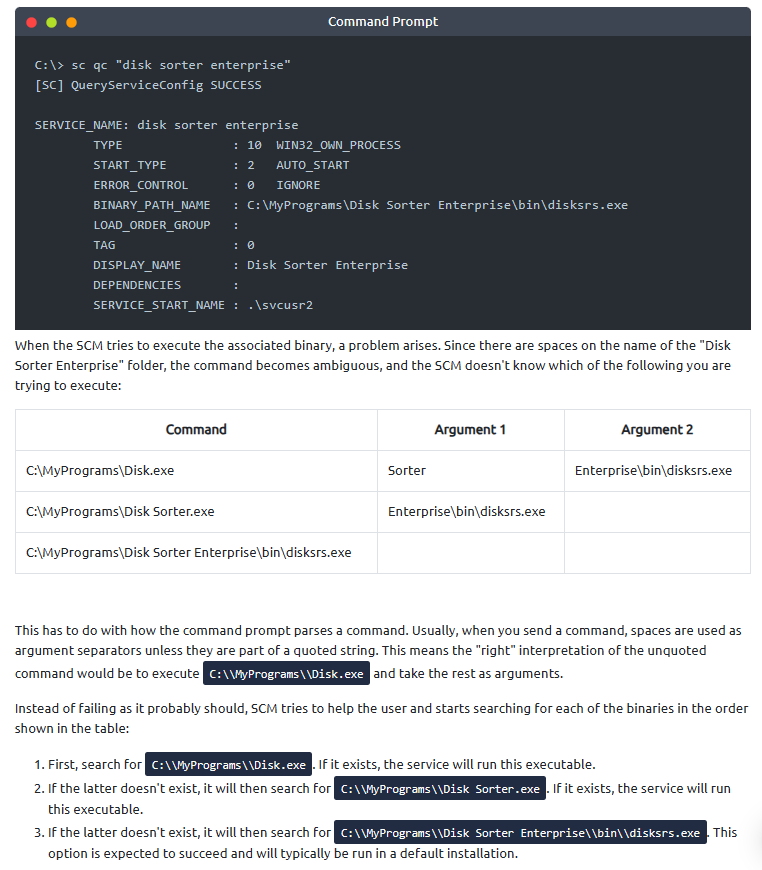 Command Prompt
C:\> sc qc "disk sorter enterprise"
[SC] QueryServiceConfig SUCCESS
SERVICE_NAME: disk sorter enterprise
TYPE : 10 WIN32_OWN_PROCESS
START_TYPE : 2 AUTO_START
ERROR_CONTROL : 0 IGNORE
BINARY_PATH_NAME : C:\MyPrograms\Disk Sorter Enterprise\bin\disksrs.exe
LOAD_ORDER_GROUP :
TAG : 0
DISPLAY_NAME : Disk Sorter Enterprise
DEPENDENCIES :
SERVICE_START_NAME : .\svcusr2
When the SCM tries to execute the associated binary, a problem arises. Since there are spaces on the name of the "Disk
Sorter Enterprise" folder, the command becomes ambiguous, and the SCM doesn't know which of the following you are
trying to execute:
Command Argument 1 Argument 2
C:\MyPrograms\Disk.exe Sorter Enterprise\bin\disksrs.exe
C:\MyPrograms\Disk Sorter.exe Enterprise\bin\disksrs.exe
C:\MyPrograms\Disk Sorter Enterprise\bin\disksrs.exe
This has to do with how the command prompt parses a command. Usually, when you send a command, spaces are used as
argument separators unless they are part of a quoted string. This means the "right" interpretation of the unquoted
command would be to execute C:\\MyPrograms\\Disk.exe and take the rest as arguments.
Instead of failing as it probably should, SCM tries to help the user and starts searching for each of the binaries in the order
shown in the table:
1. First, search for C:\\MyPrograms\\Disk.exe . If it exists, the service will run this executable.
2. If the latter doesn't exist, it will then search for C:\\MyPrograms\\Disk Sorter.exe . If it exists, the service will run
this executable.
3. If the latter doesn't exist, it will then search for C:\\MyPrograms\\Disk Sorter Enterprise\\bin\\disksrs.exe . This
option is expected to succeed and will typically be run in a default installation.